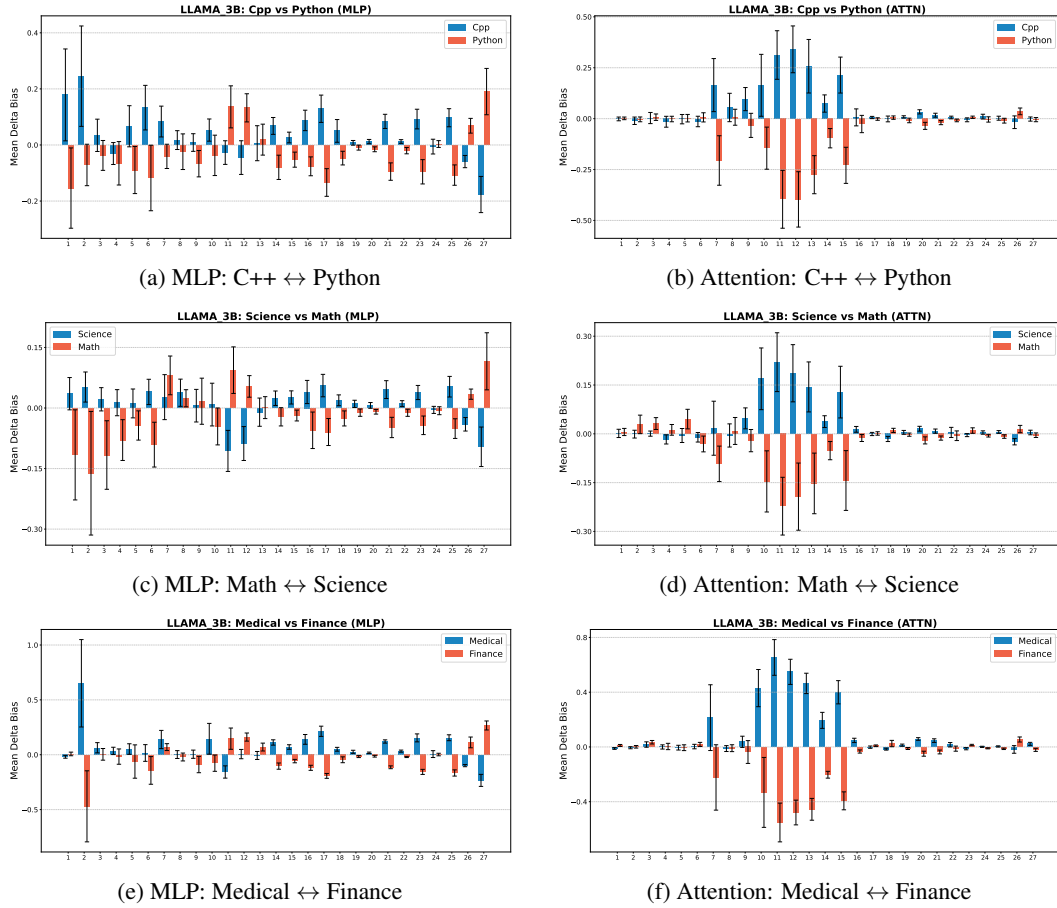 LLAMA_3B: Cpp vs Python (MLP)
Cpp
Python
Mean Delta Bias
0.4
0.2
0.0
−0.2
1 2 3 4 5 6 7 8 9 10 11 12 13 14 15 16 17 18 19 20 21 22 23 24 25 26 27
(a) MLP: C++ ↔ Python
LLAMA_3B: Cpp vs Python (ATTN)
Cpp
Python
Mean Delta Bias
0.50
0.25
0.00
−0.25
−0.50
1 2 3 4 5 6 7 8 9 10 11 12 13 14 15 16 17 18 19 20 21 22 23 24 25 26 27
(b) Attention: C++ ↔ Python
LLAMA_3B: Science vs Math (MLP)
Science
Math
Mean Delta Bias
0.15
0.00
−0.15
−0.30
1 2 3 4 5 6 7 8 9 10 11 12 13 14 15 16 17 18 19 20 21 22 23 24 25 26 27
(c) MLP: Math ↔ Science
LLAMA_3B: Science vs Math (ATTN)
Science
Math
Mean Delta Bias
0.30
0.15
0.00
−0.15
−0.30
1 2 3 4 5 6 7 8 9 10 11 12 13 14 15 16 17 18 19 20 21 22 23 24 25 26 27
(d) Attention: Math ↔ Science
LLAMA_3B: Medical vs Finance (MLP)
Medical
Finance
Mean Delta Bias
1.0
0.5
0.0
−0.5
1 2 3 4 5 6 7 8 9 10 11 12 13 14 15 16 17 18 19 20 21 22 23 24 25 26 27
(e) MLP: Medical ↔ Finance
LLAMA_3B: Medical vs Finance (ATTN)
Medical
Finance
Mean Delta Bias
0.8
0.4
0.0
−0.4
1 2 3 4 5 6 7 8 9 10 11 12 13 14 15 16 17 18 19 20 21 22 23 24 25 26 27
(f) Attention: Medical ↔ Finance